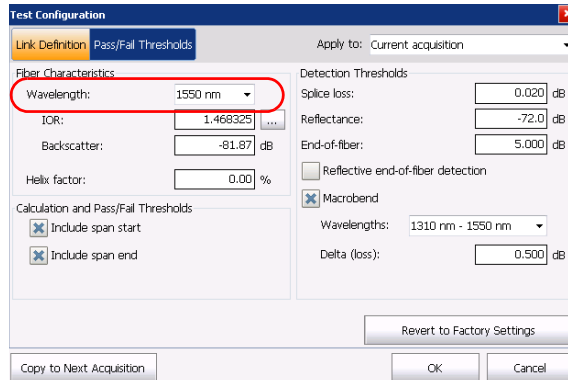 Test Configuration
Link Definition Pass/Fail Thresholds Apply to: Current acquisition
Fiber Characteristics
Wavelength: 1550 nm
IOR: 1.468325 ...
Backscatter: -81.87 dB
Helix factor: 0.00 %
Calculation and Pass/Fail Thresholds
Include span start
Include span end
Detection Thresholds
Splice loss: 0.020 dB
Reflectance: -72.0 dB
End-of-fiber: 5.000 dB
Reflective end-of-fiber detection
Macrobend
Wavelengths: 1310 nm - 1550 nm
Delta (loss): 0.500 dB
Revert to Factory Settings
Copy to Next Acquisition OK Cancel